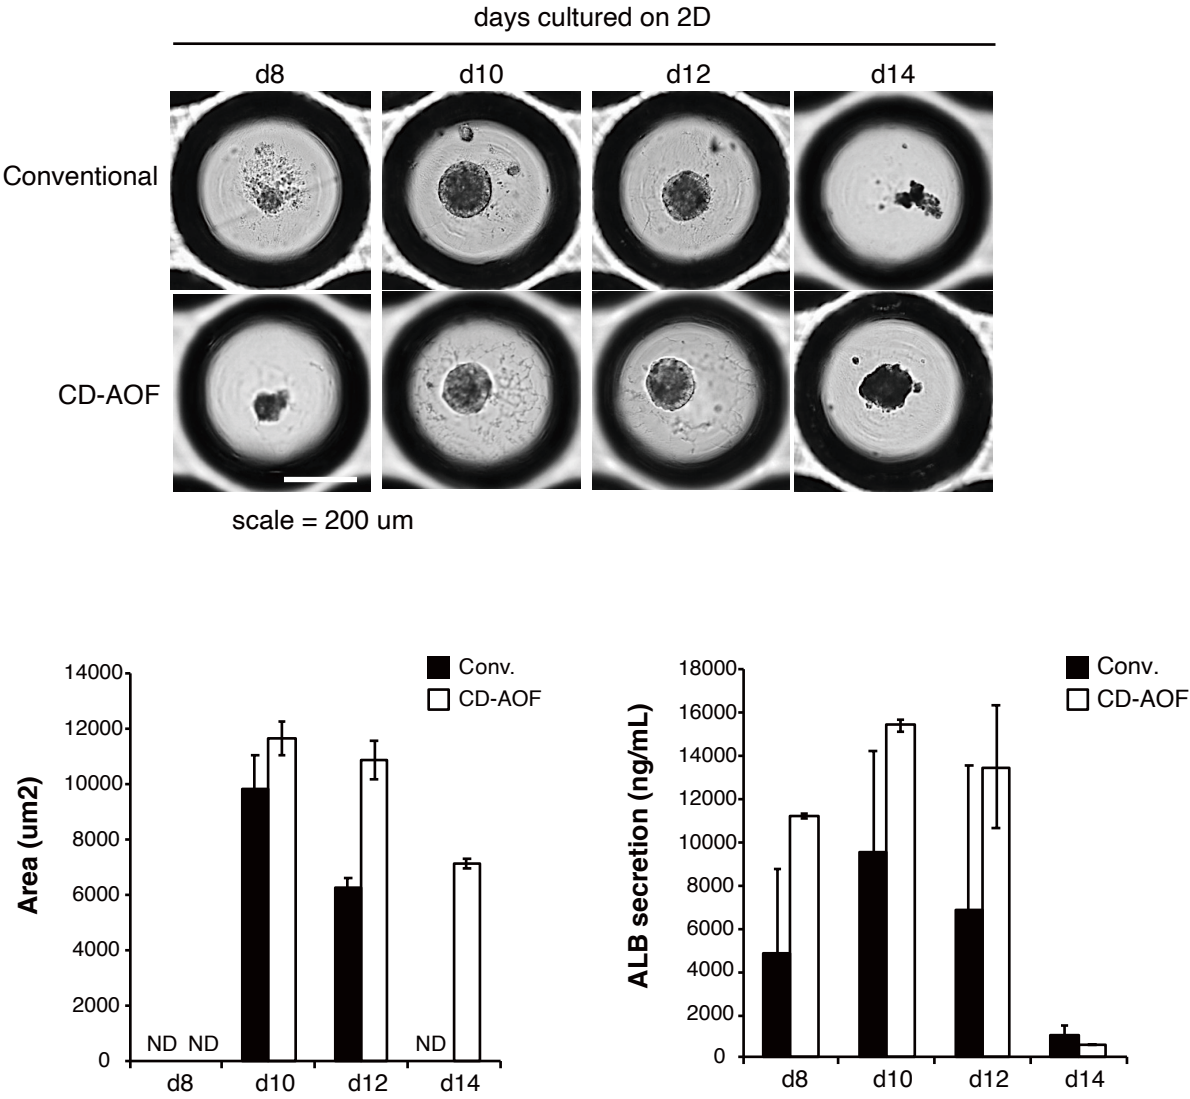 days cultured on 2D
d8 d10 d12 d14
Conventional
CD-AOF
scale = 200 um
Conv.
CD-AOF
Area (um2)
14000
12000
10000
8000
6000
4000
2000
0
ND ND ND
d8 d10 d12 d14
Conv.
CD-AOF
ALB secretion (ng/mL)
18000
16000
14000
12000
10000
8000
6000
4000
2000
0
d8 d10 d12 d14